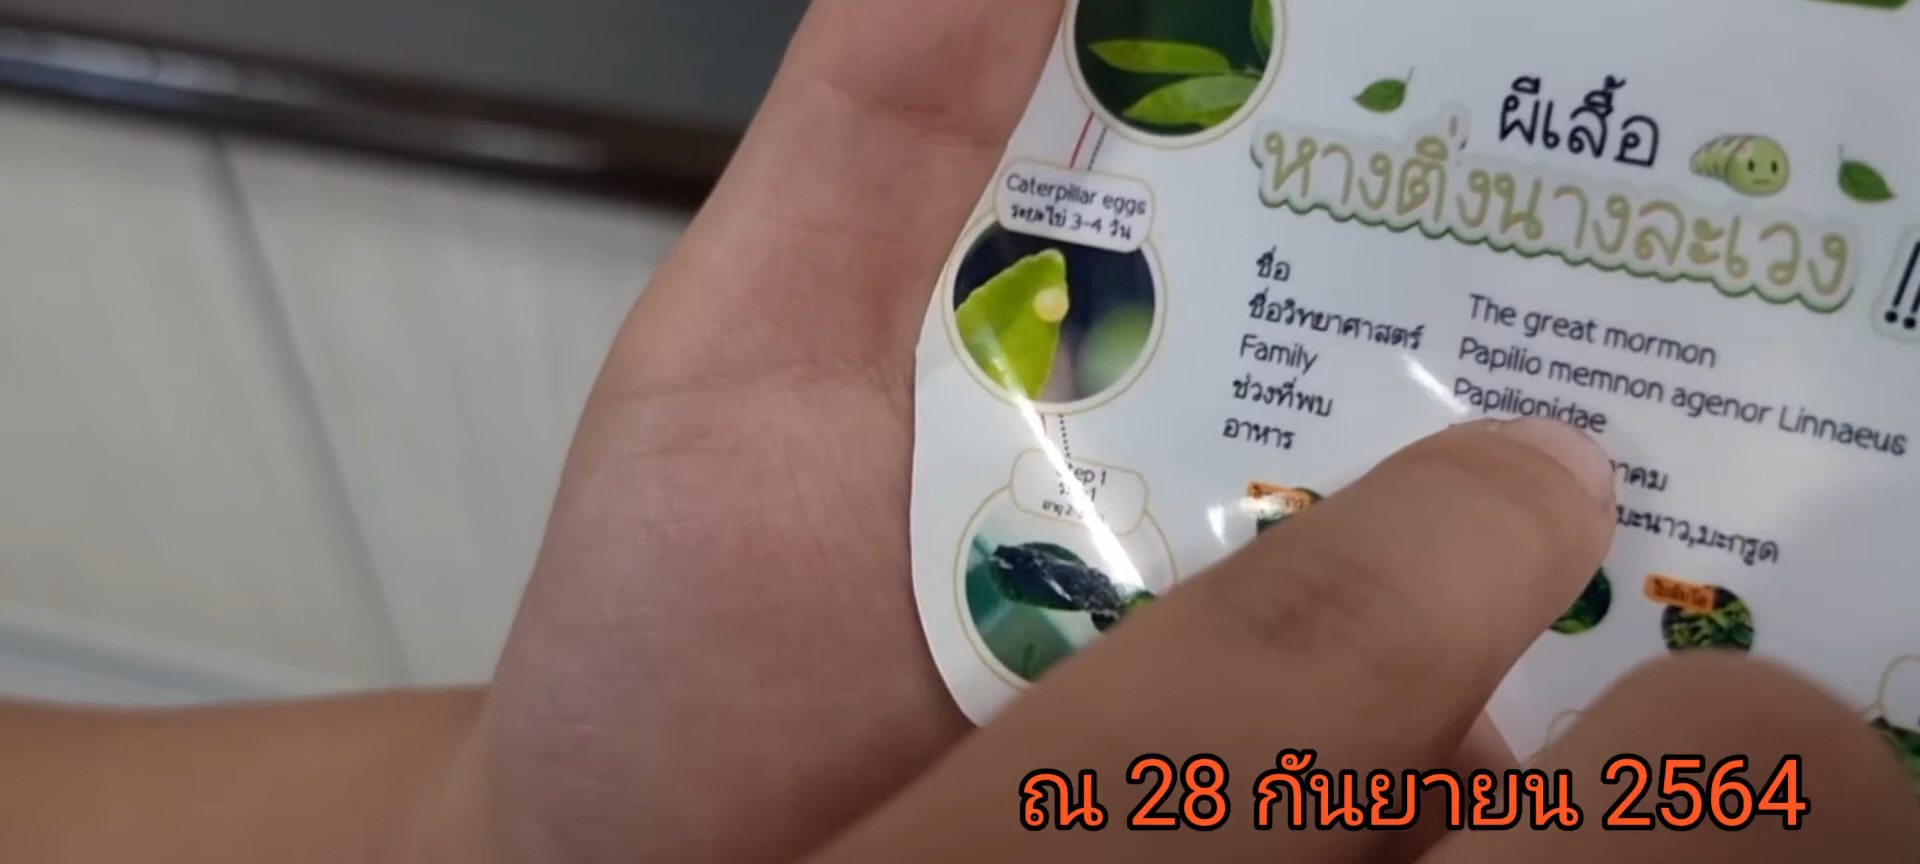 ผีเสื้อ
หางติ่งนางละเวง !!
Caterpillar eggs
ระยะไข่ 3-4 วัน
ชื่อ The great mormon
ชื่อวิทยาศาสตร์ Papilio memnon agenor Linnaeus
Family Papilionidae
ช่วงที่พบ
อาหาร มะนาว,มะกรูด
ณ 28 กันยายน 2564